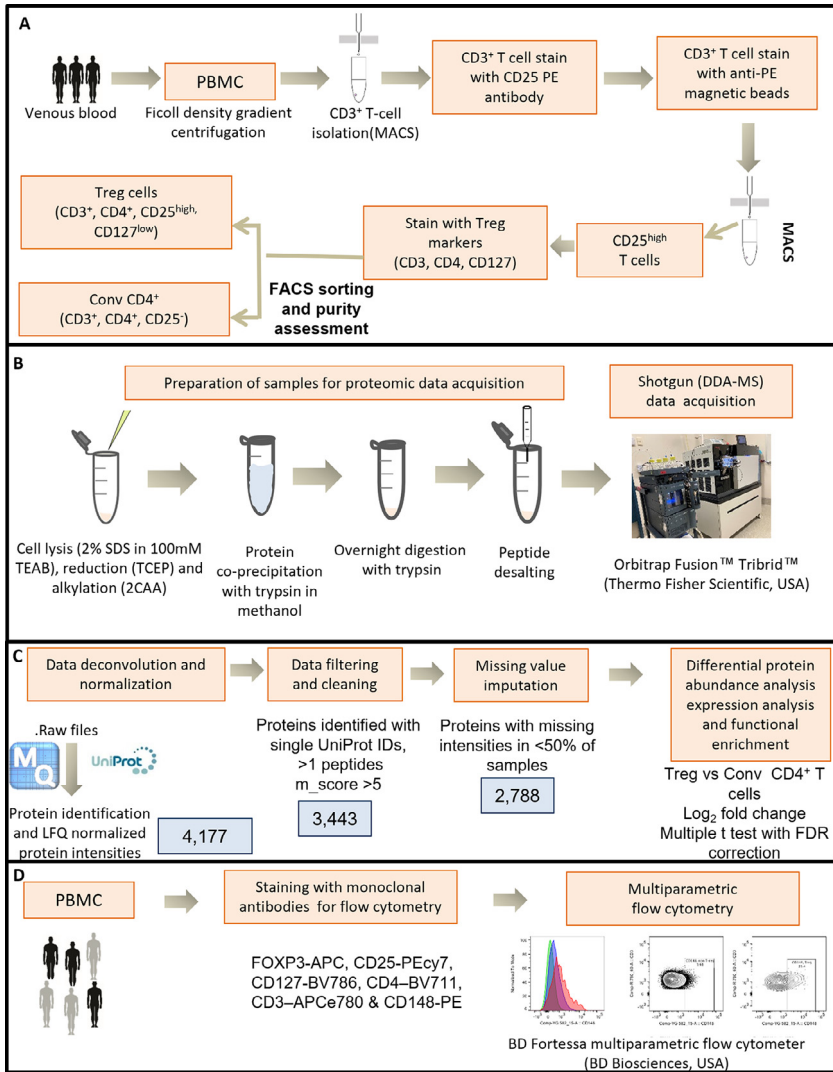 A
Venous blood
PBMC
Ficoll density gradient
centrifugation
CD3⁺ T-cell
isolation(MACS)
CD3⁺ T cell stain
with CD25 PE
antibody
CD3⁺ T cell stain
with anti-PE
magnetic beads
MACS
CD25ʰⁱᵍʰ
T cells
Stain with Treg
markers
(CD3, CD4, CD127)
FACS sorting
and purity
assessment
Treg cells
(CD3⁺, CD4⁺, CD25ʰⁱᵍʰ,
CD127ˡᵒʷ)
Conv CD4⁺
(CD3⁺, CD4⁺, CD25⁻)
B
Preparation of samples for proteomic data acquisition
Shotgun (DDA-MS)
data acquisition
Cell lysis (2% SDS in 100mM
TEAB), reduction (TCEP) and
alkylation (2CAA)
Protein
co-precipitation
with trypsin in
methanol
Overnight digestion
with trypsin
Peptide
desalting
Orbitrap Fusion™ Tribrid™
(Thermo Fisher Scientific, USA)
C
Data deconvolution and
normalization
Data filtering
and cleaning
Missing value
imputation
Differential protein
abundance analysis
expression analysis
and functional
enrichment
.Raw files
MQ
UniProt
Protein identification
and LFQ normalized
protein intensities
4,177
Proteins identified with
single UniProt IDs,
>1 peptides
m_score >5
3,443
Proteins with missing
intensities in <50% of
samples
2,788
Treg vs Conv CD4⁺ T
cells
Log₂ fold change
Multiple t test with FDR
correction
D
PBMC
Staining with monoclonal
antibodies for flow cytometry
Multiparametric
flow cytometry
FOXP3-APC, CD25-PEcy7,
CD127-BV786, CD4–BV711,
CD3–APCe780 & CD148-PE
BD Fortessa multiparametric flow cytometer
(BD Biosciences, USA)